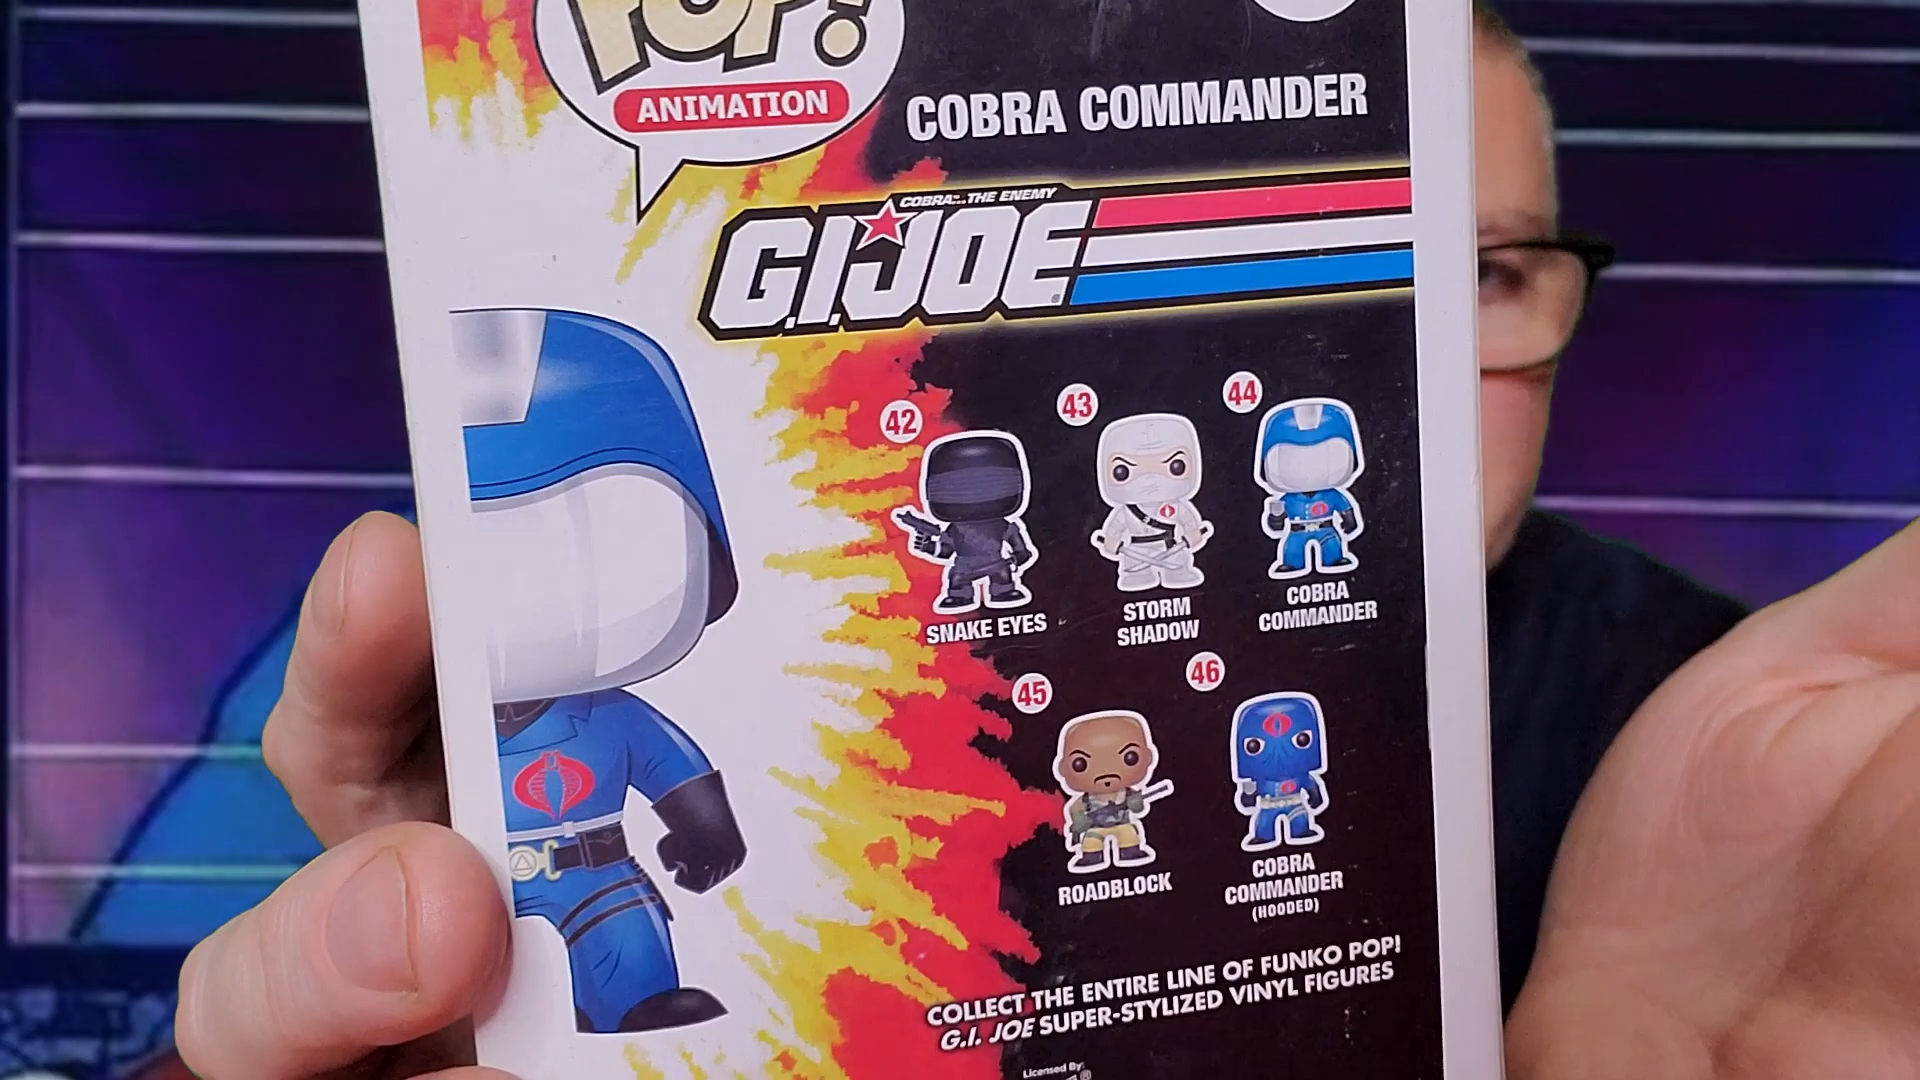 POP!
ANIMATION
COBRA COMMANDER
COBRA...THE ENEMY
G.I.JOE
42
43
44
SNAKE EYES
STORM
SHADOW
COBRA
COMMANDER
45
46
ROADBLOCK
COBRA
COMMANDER
(HOODED)
COLLECT THE ENTIRE LINE OF FUNKO POP!
G.I. JOE SUPER-STYLIZED VINYL FIGURES
Licensed By: